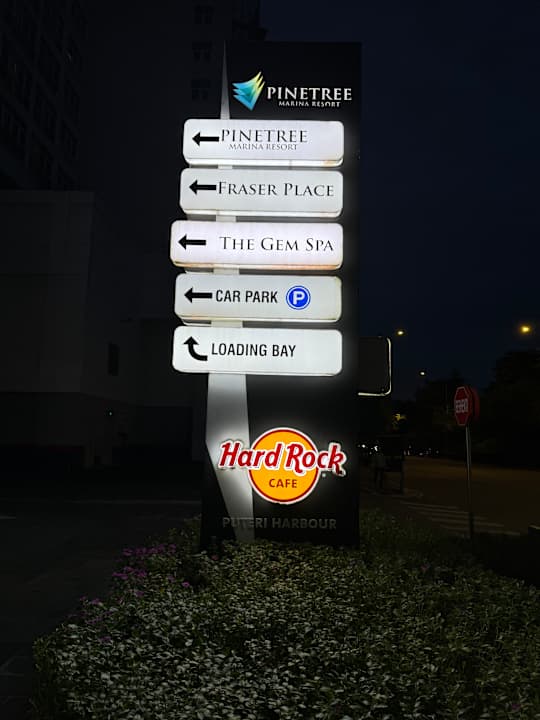 PINETREE
MARINA RESORT
PINETREE
MARINA RESORT
FRASER PLACE
THE GEM SPA
CAR PARK P
LOADING BAY
Hard Rock
CAFE
PUTERI HARBOUR
BERHENTI